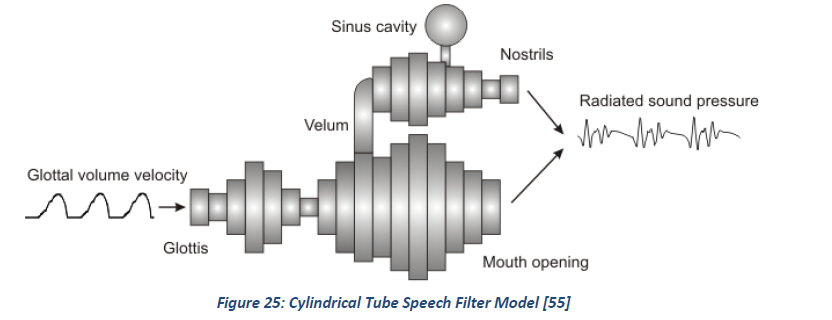 Sinus cavity
Nostrils
Radiated sound pressure
Velum
Glottal volume velocity
Glottis
Mouth opening
Figure 25: Cylindrical Tube Speech Filter Model [55]